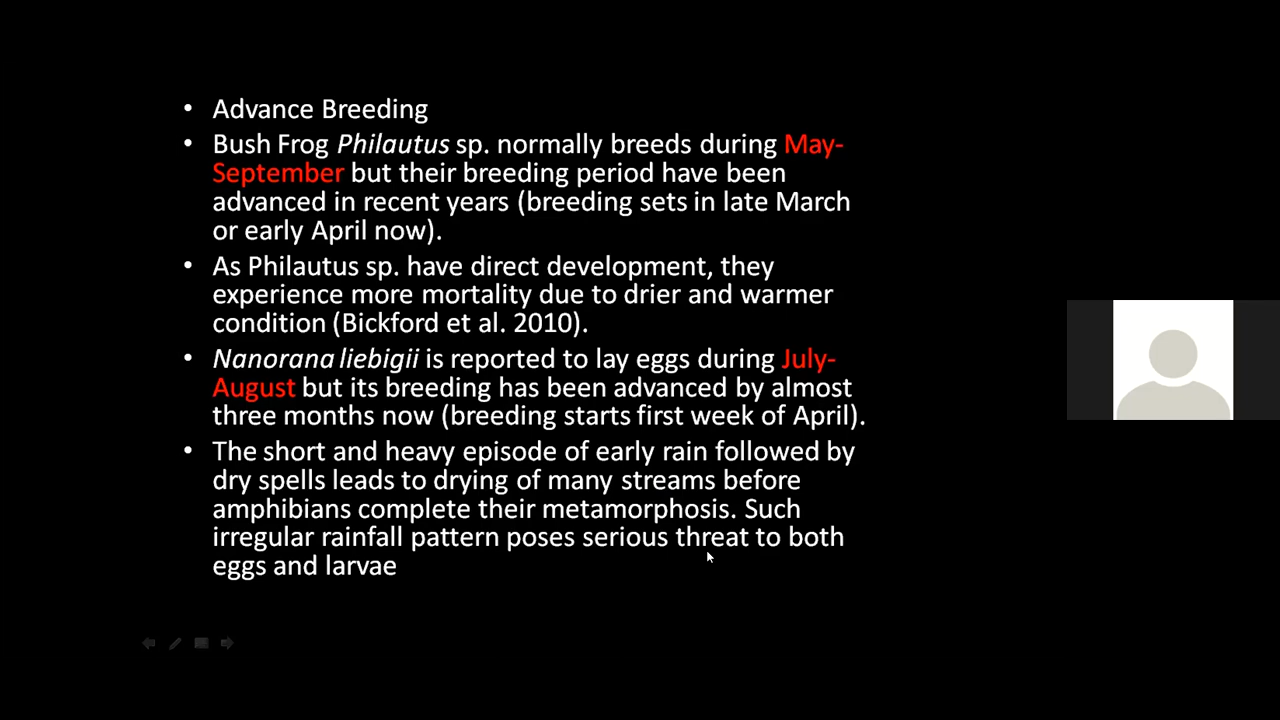 • Advance Breeding
• Bush Frog Philautus sp. normally breeds during May-
September but their breeding period have been
advanced in recent years (breeding sets in late March
or early April now).
• As Philautus sp. have direct development, they
experience more mortality due to drier and warmer
condition (Bickford et al. 2010).
• Nanorana liebigii is reported to lay eggs during July-
August but its breeding has been advanced by almost
three months now (breeding starts first week of April).
• The short and heavy episode of early rain followed by
dry spells leads to drying of many streams before
amphibians complete their metamorphosis. Such
irregular rainfall pattern poses serious threat to both
eggs and larvae